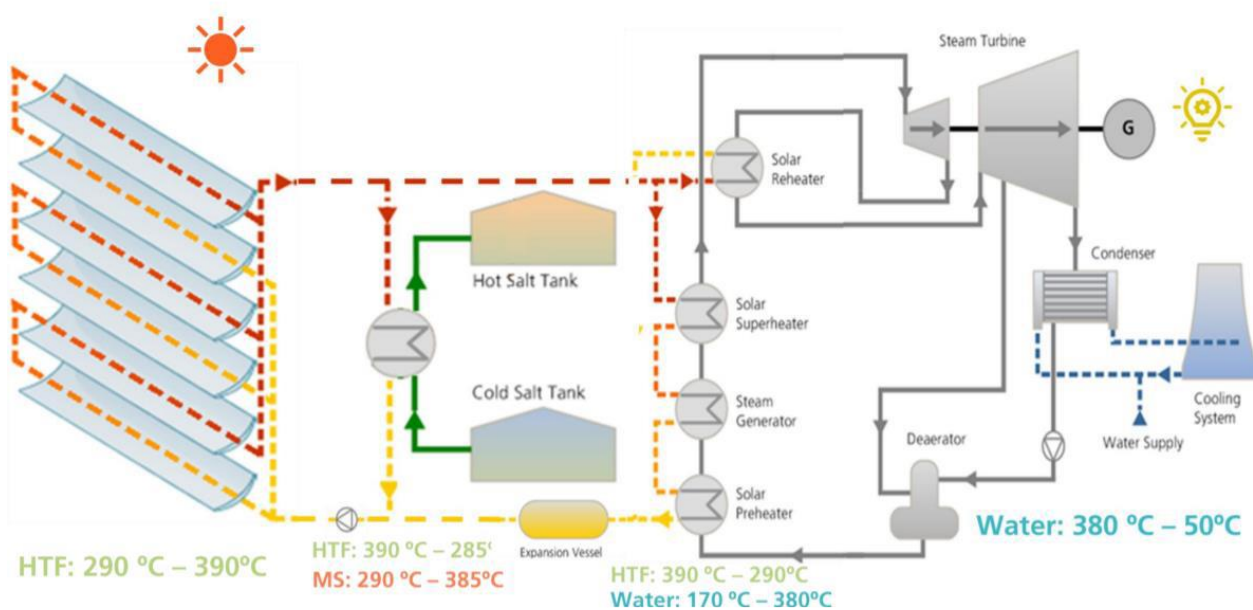 Steam Turbine
G
Solar
Reheater
Condenser
Hot Salt Tank
Solar
Superheater
Cold Salt Tank
Steam
Generator
Cooling
System
Water Supply
Deaerator
Solar
Preheater
Expansion Vessel
Water: 380 ºC – 50ºC
HTF: 290 ºC – 390ºC
HTF: 390 ºC – 285
MS: 290 ºC – 385ºC
HTF: 390 ºC – 290ºC
Water: 170 ºC – 380ºC